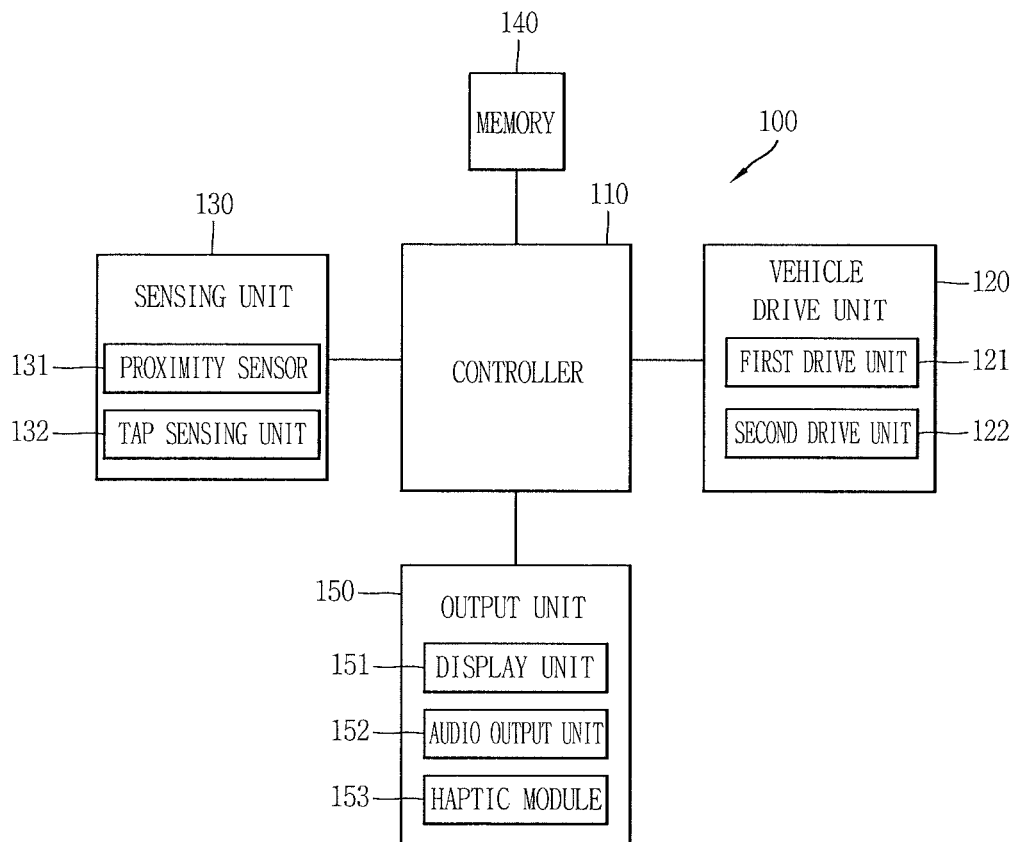 140
MEMORY
100
110
130
SENSING UNIT
131
PROXIMITY SENSOR
132
TAP SENSING UNIT
CONTROLLER
VEHICLE
DRIVE UNIT
120
FIRST DRIVE UNIT
121
SECOND DRIVE UNIT
122
150
OUTPUT UNIT
151
DISPLAY UNIT
152
AUDIO OUTPUT UNIT
153
HAPTIC MODULE